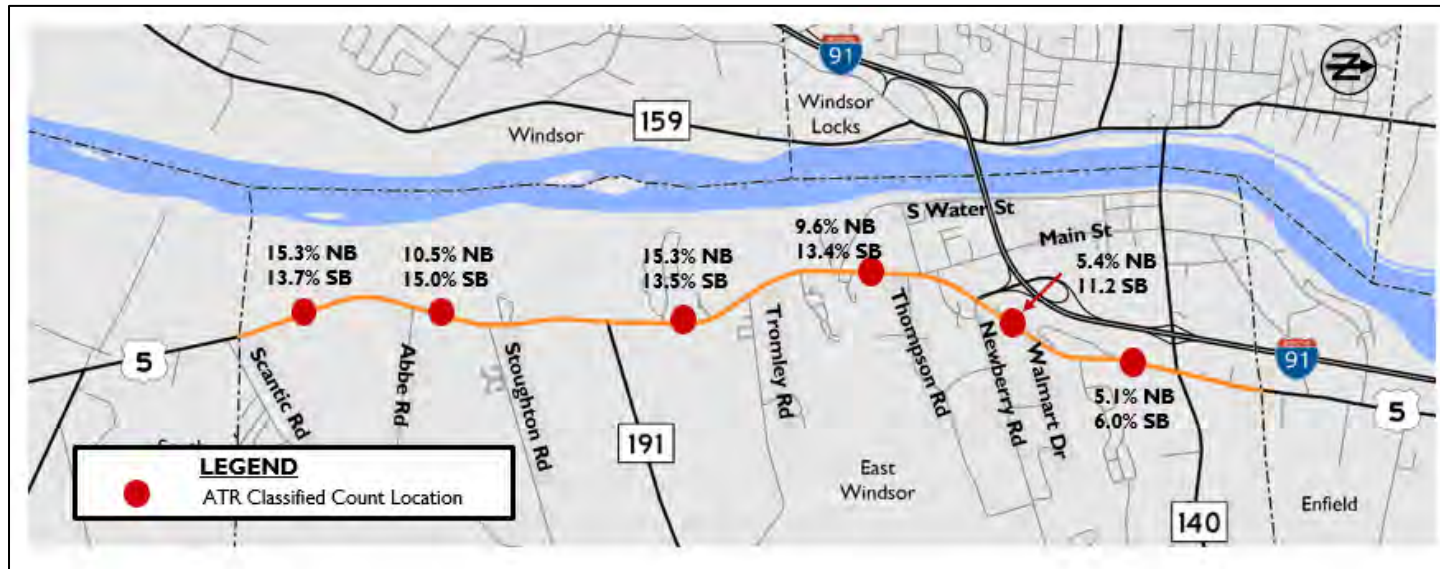 91
N
Windsor
Locks
Windsor
159
S Water St
Main St
9.6% NB
13.4% SB
15.3% NB
13.7% SB
10.5% NB
15.0% SB
15.3% NB
13.5% SB
5.4% NB
11.2 SB
5
Scantic Rd
Abbe Rd
Stoughton Rd
191
Tromley Rd
Thompson Rd
Newberry Rd
Walmart Dr
91
5.1% NB
6.0% SB
5
East
Windsor
140
Enfield
LEGEND
ATR Classified Count Location